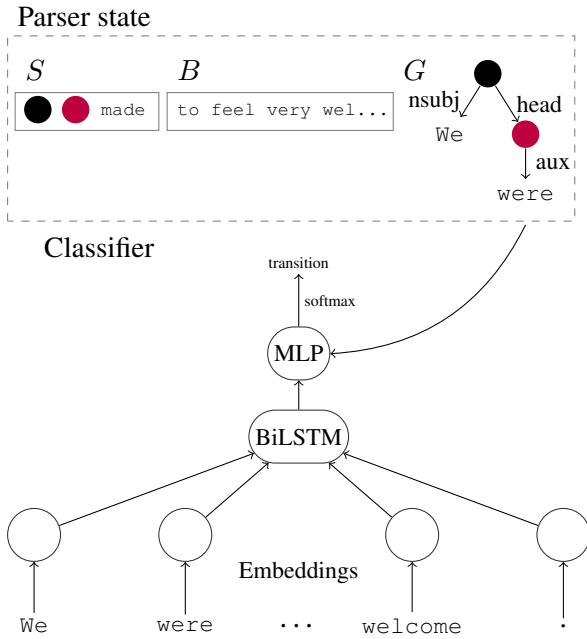 Parser state
S B G
made
to feel very wel...
nsubj head
We
aux
were
Classifier
transition
softmax
MLP
BiLSTM
Embeddings
We were ... welcome .